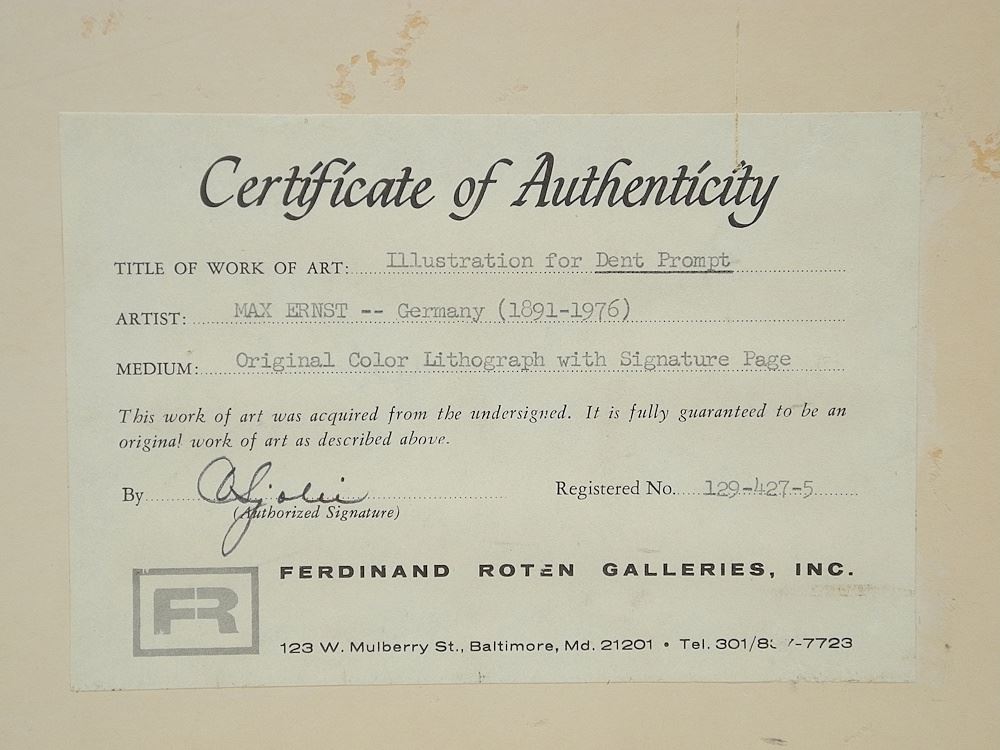 Certificate of Authenticity
TITLE OF WORK OF ART: Illustration for Dent Prompt
ARTIST: MAX ERNST -- Germany (1891-1976)
MEDIUM: Original Color Lithograph with Signature Page
This work of art was acquired from the undersigned. It is fully guaranteed to be an
original work of art as described above.
By
Registered No. 129-427-5
(Authorized Signature)
FR
FERDINAND ROTEN GALLERIES, INC.
123 W. Mulberry St., Baltimore, Md. 21201 • Tel.